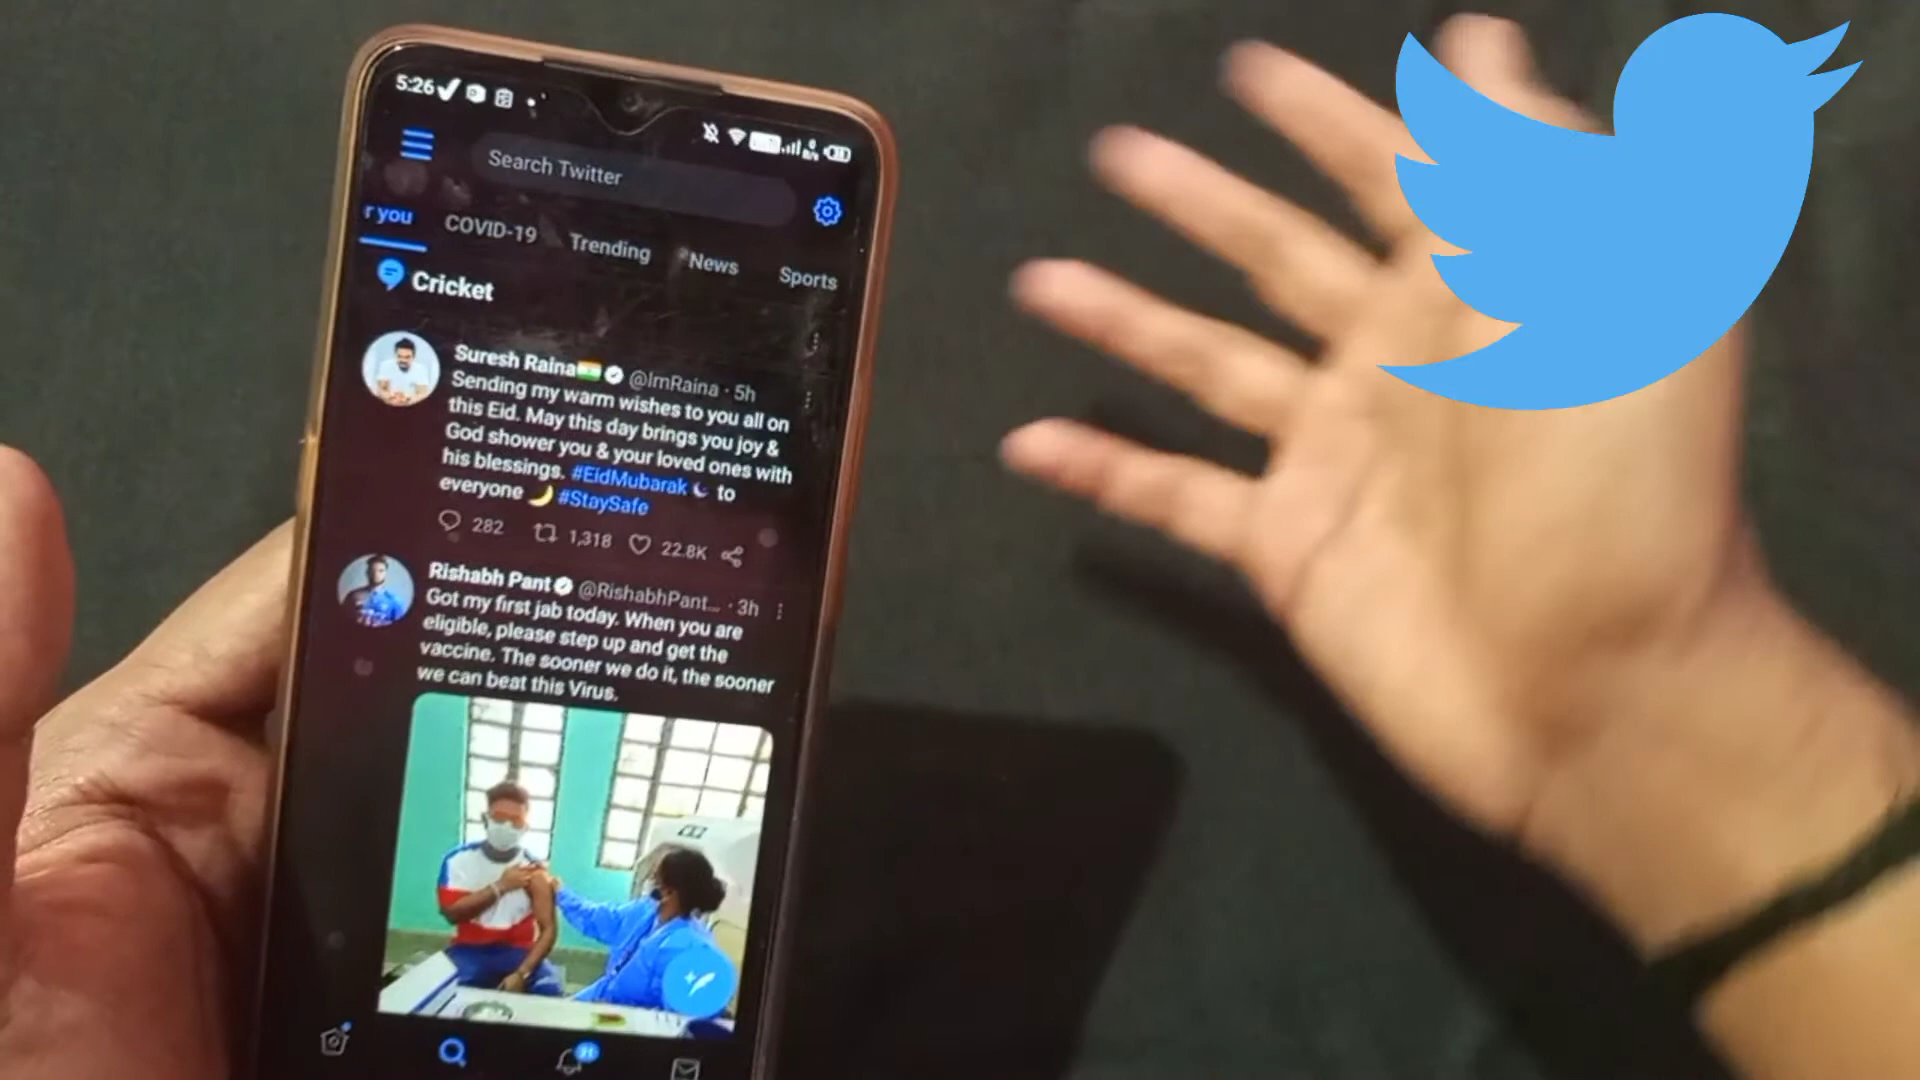 5:26
Search Twitter
r you COVID-19 Trending News Sports
Cricket
Suresh Raina🇮🇳 @ImRaina · 5h
Sending my warm wishes to you all on
this Eid. May this day brings you joy &
God shower you & your loved ones with
his blessings. #EidMubarak 🌙 to
everyone 🌙 #StaySafe
282 1,318 22.8K
Rishabh Pant @RishabhPant... · 3h
Got my first jab today. When you are
eligible, please step up and get the
vaccine. The sooner we do it, the sooner
we can beat this Virus.